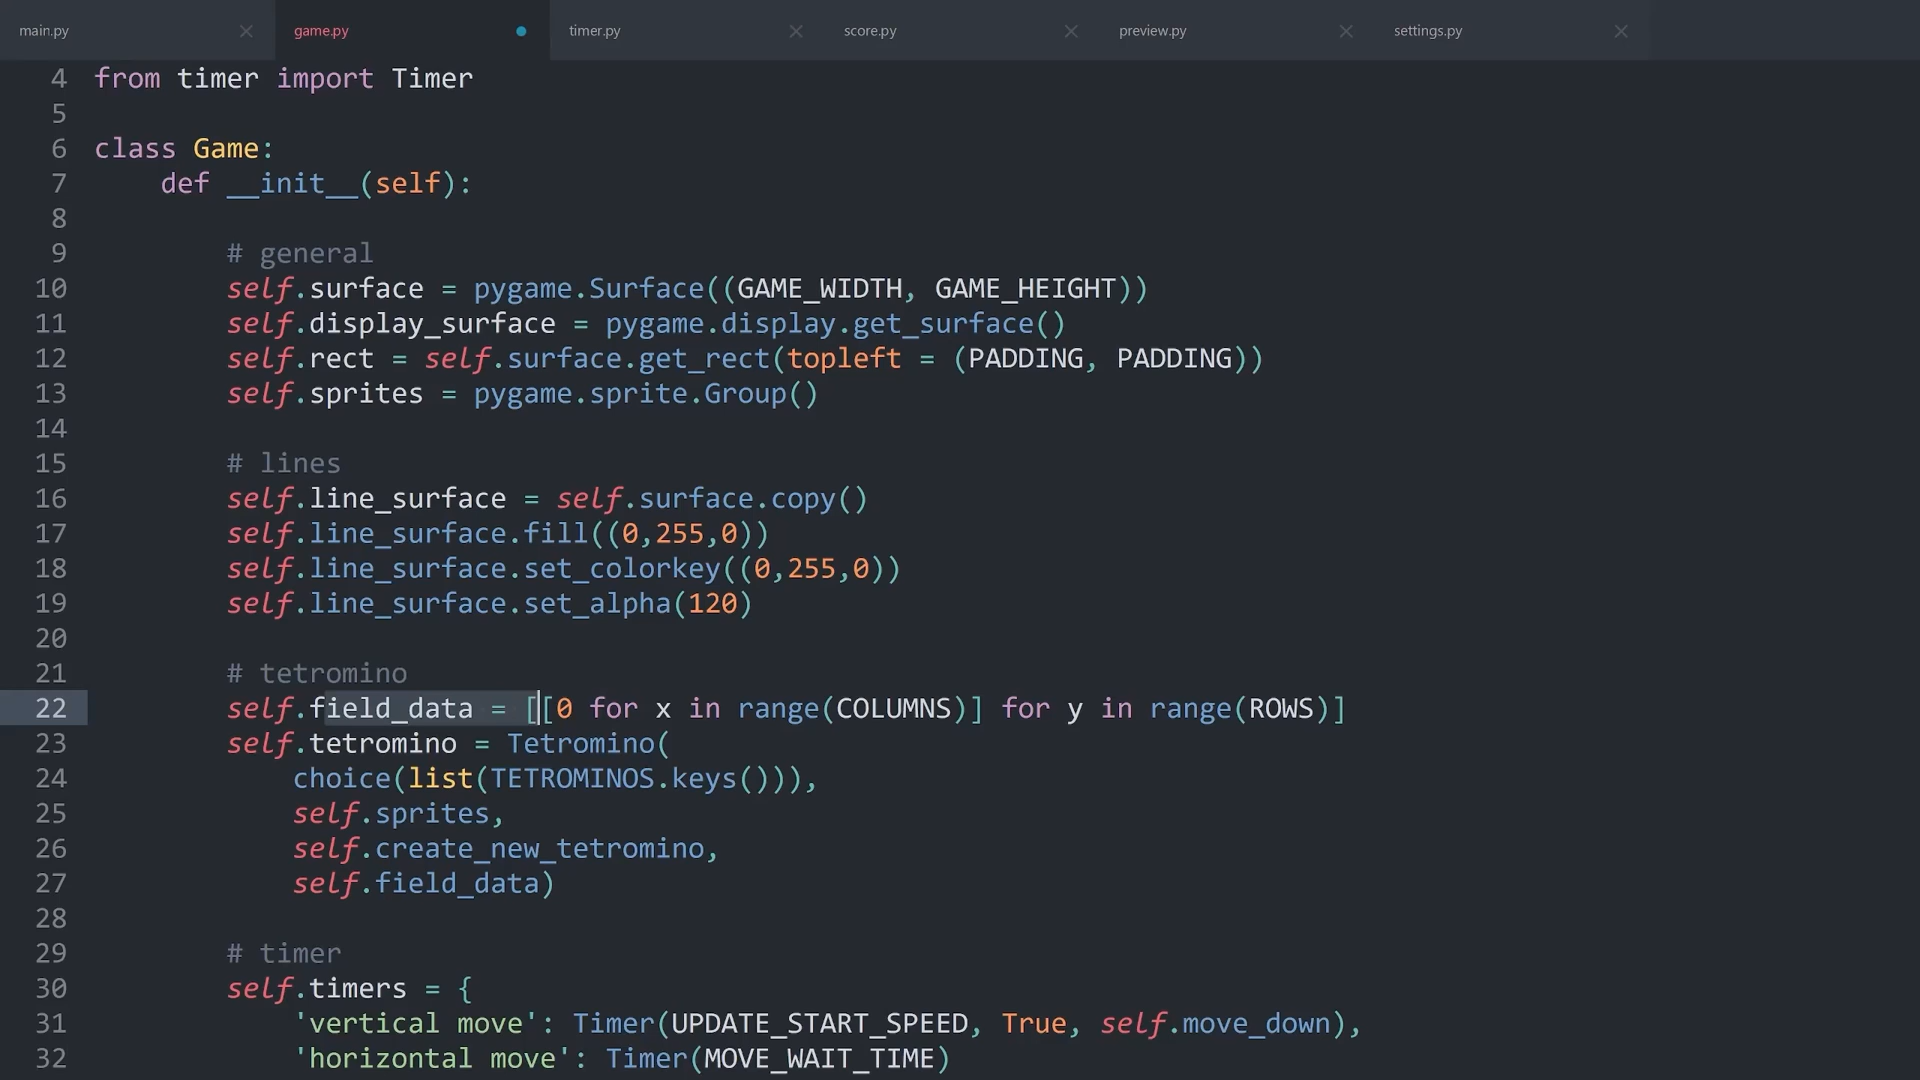 main.py game.py timer.py score.py preview.py settings.py
4 from timer import Timer
5
6 class Game:
7 def __init__(self):
8
9 # general
10 self.surface = pygame.Surface((GAME_WIDTH, GAME_HEIGHT))
11 self.display_surface = pygame.display.get_surface()
12 self.rect = self.surface.get_rect(topleft = (PADDING, PADDING))
13 self.sprites = pygame.sprite.Group()
14
15 # lines
16 self.line_surface = self.surface.copy()
17 self.line_surface.fill((0,255,0))
18 self.line_surface.set_colorkey((0,255,0))
19 self.line_surface.set_alpha(120)
20
21 # tetromino
22 self.field_data = [[0 for x in range(COLUMNS)] for y in range(ROWS)]
23 self.tetromino = Tetromino(
24 choice(list(TETROMINOS.keys())),
25 self.sprites,
26 self.create_new_tetromino,
27 self.field_data)
28
29 # timer
30 self.timers = {
31 'vertical move': Timer(UPDATE_START_SPEED, True, self.move_down),
32 'horizontal move': Timer(MOVE_WAIT_TIME)